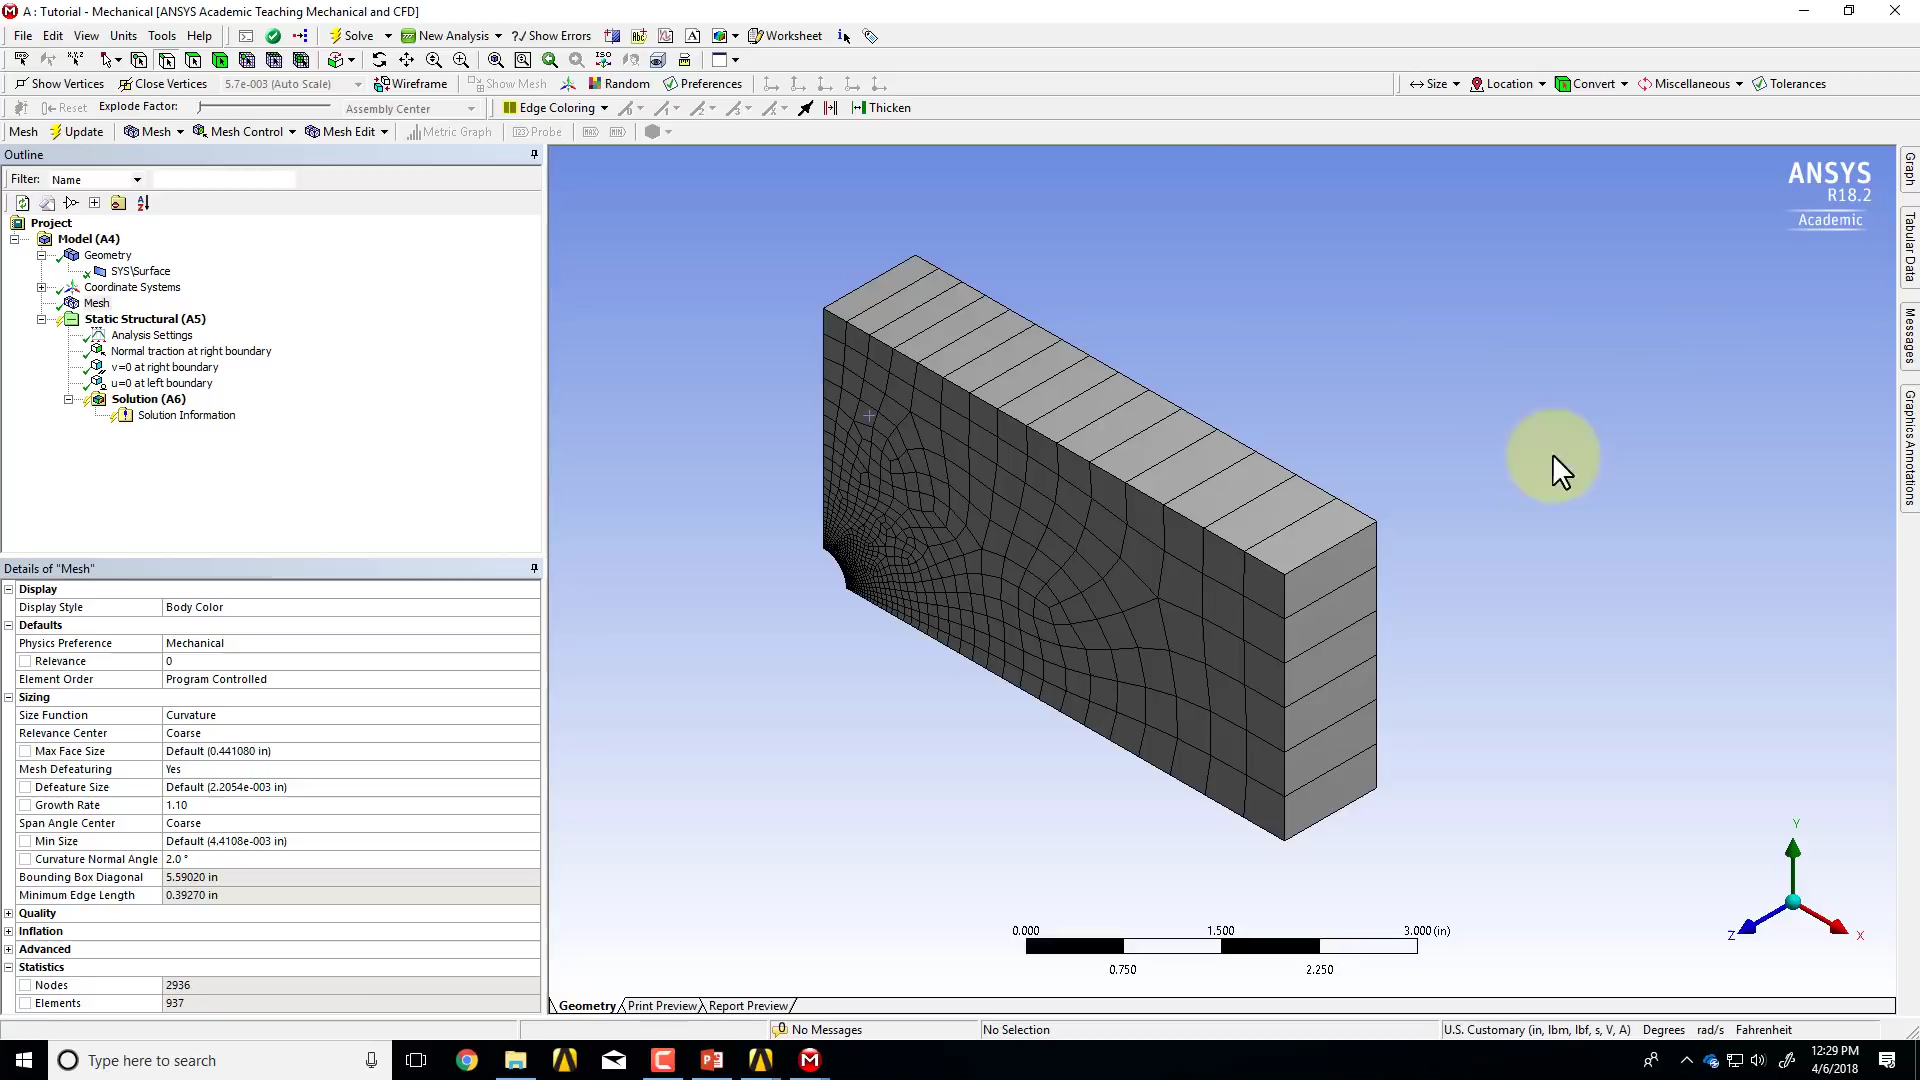 A : Tutorial - Mechanical [ANSYS Academic Teaching Mechanical and CFD]
File Edit View Units Tools Help Solve New Analysis ?/Show Errors Worksheet
Show Vertices Close Vertices 5.7e-003 (Auto Scale) Wireframe Show Mesh Random Preferences Size Location Convert Miscellaneous Tolerances
Reset Explode Factor: Assembly Center Edge Coloring Thicken
Mesh Update Mesh Mesh Control Mesh Edit Metric Graph Probe MAX MIN
Outline
Filter: Name
Project
Model (A4)
Geometry
SYS\Surface
Coordinate Systems
Mesh
Static Structural (A5)
Analysis Settings
Normal traction at right boundary
v=0 at right boundary
u=0 at left boundary
Solution (A6)
Solution Information
Details of "Mesh"
Display
Display Style Body Color
Defaults
Physics Preference Mechanical
Relevance 0
Element Order Program Controlled
Sizing
Size Function Curvature
Relevance Center Coarse
Max Face Size Default (0.441080 in)
Mesh Defeaturing Yes
Defeature Size Default (2.2054e-003 in)
Growth Rate 1.10
Span Angle Center Coarse
Min Size Default (4.4108e-003 in)
Curvature Normal Angle 2.0 °
Bounding Box Diagonal 5.59020 in
Minimum Edge Length 0.39270 in
Quality
Inflation
Advanced
Statistics
Nodes 2936
Elements 937
ANSYS
R18.2
Academic
Graph
Tabular Data
Messages
Graphics Annotations
Y
Z
X
0.000 1.500 3.000 (in)
0.750 2.250
Geometry Print Preview Report Preview
No Messages No Selection U.S. Customary (in, lbm, lbf, s, V, A) Degrees rad/s Fahrenheit
Type here to search
12:29 PM
4/6/2018